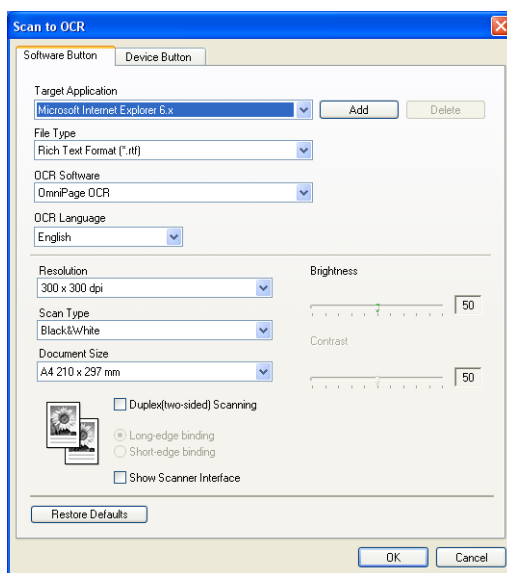 Scan to OCR
Software Button
Device Button
Target Application
Microsoft Internet Explorer 6.x
Add
Delete
File Type
Rich Text Format (*.rtf)
OCR Software
OmniPage OCR
OCR Language
English
Resolution
300 x 300 dpi
Scan Type
Black&White
Document Size
A4 210 x 297 mm
Brightness
50
Contrast
50
Duplex(two-sided) Scanning
Long-edge binding
Short-edge binding
Show Scanner Interface
Restore Defaults
OK
Cancel